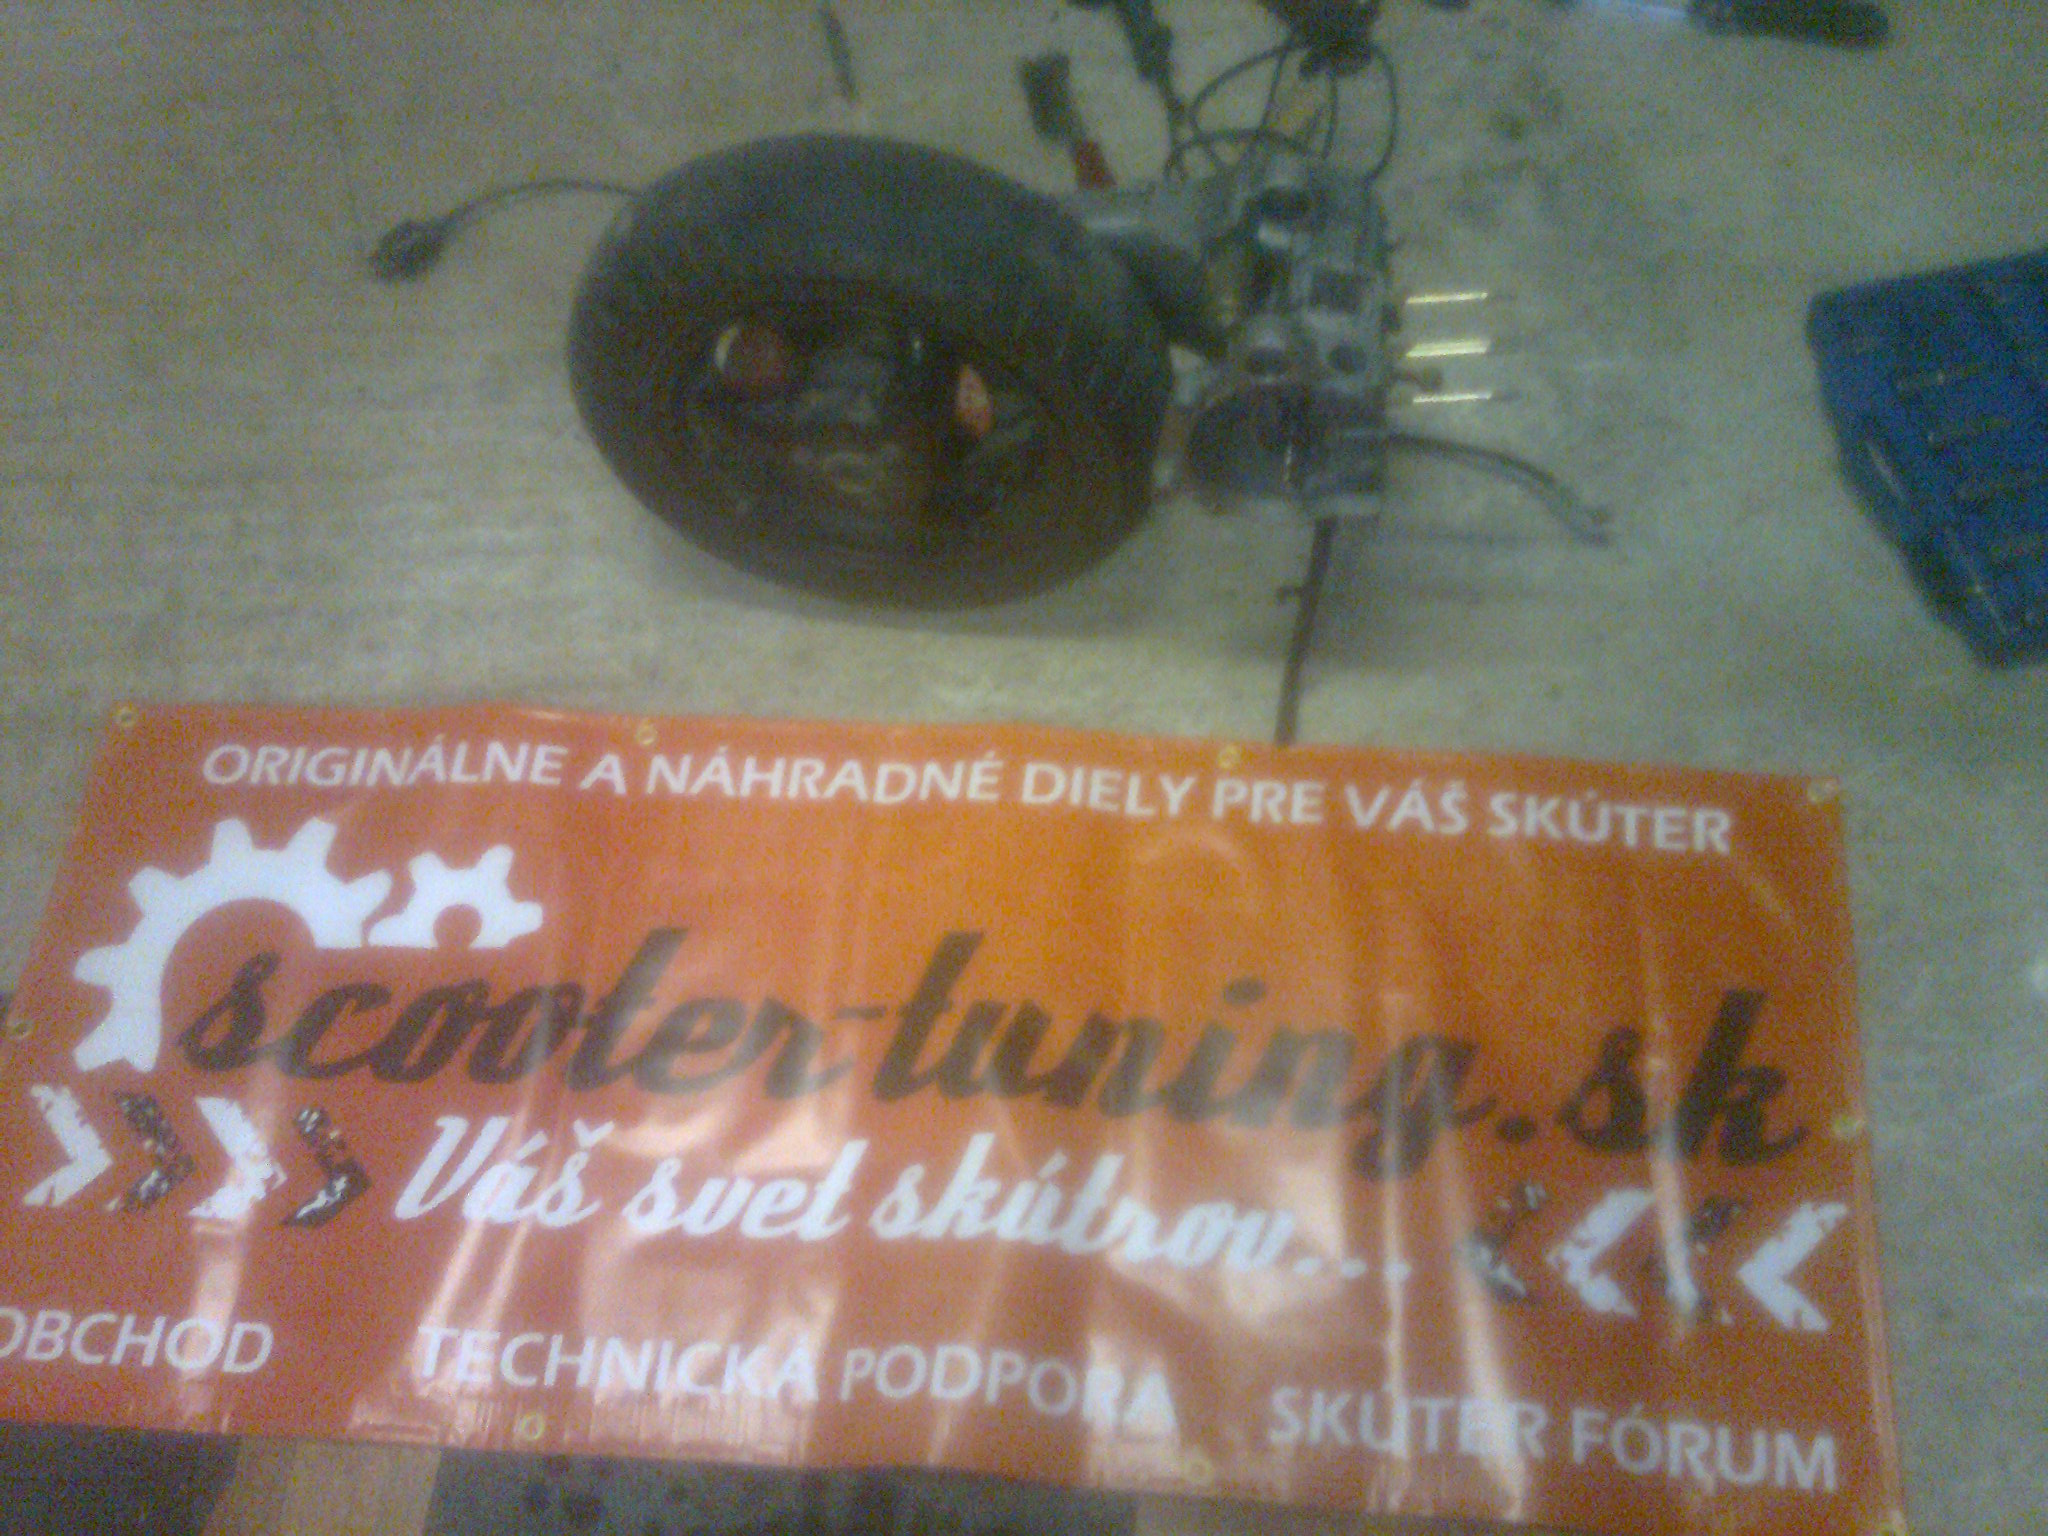 ORIGINÁLNE A NÁHRADNÉ DIELY PRE VÁŠ SKÚTER
scooter-tuning.sk
Váš svet skútrov...
OBCHOD TECHNICKÁ PODPORA SKÚTER FÓRUM